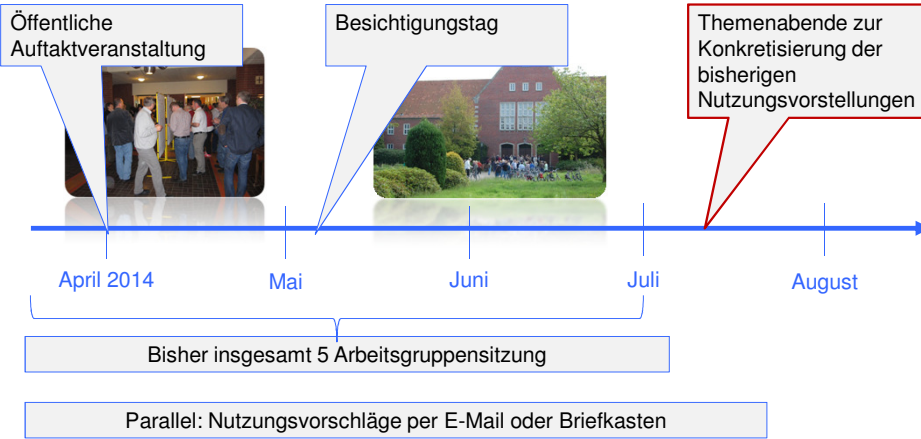 Öffentliche
Auftaktveranstaltung
Besichtigungstag
Themenabende zur
Konkretisierung der
bisherigen
Nutzungsvorstellungen
April 2014
Mai
Juni
Juli
August
Bisher insgesamt 5 Arbeitsgruppensitzung
Parallel: Nutzungsvorschläge per E-Mail oder Briefkasten